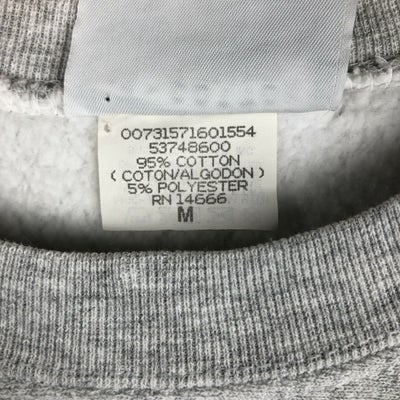 00731571601554
53748600
95% COTTON
(COTON/ALGODON)
5% POLYESTER
RN 14666
M